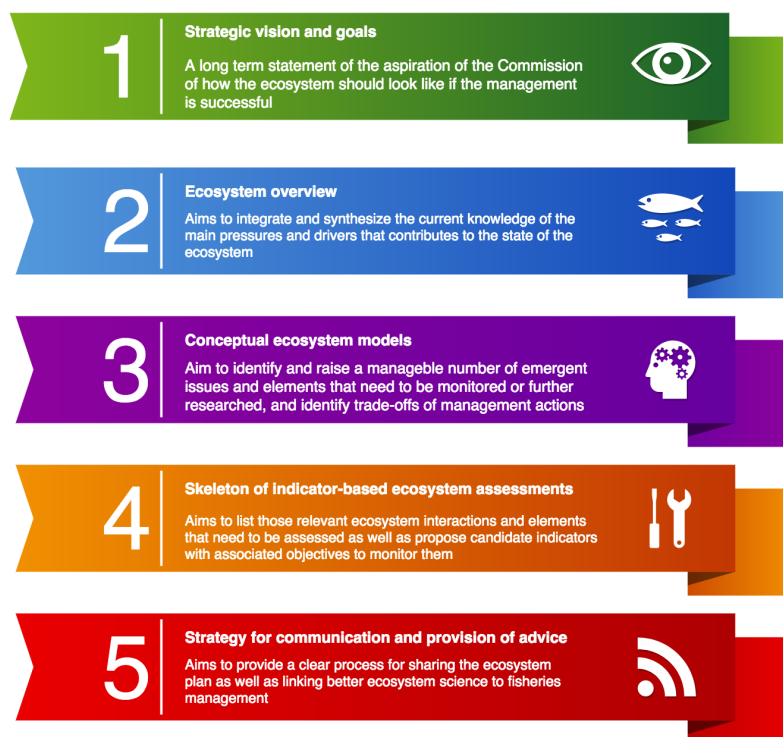 1
Strategic vision and goals
A long term statement of the aspiration of the Commission
of how the ecosystem should look like if the management
is successful
2
Ecosystem overview
Aims to integrate and synthesize the current knowledge of the
main pressures and drivers that contributes to the state of the
ecosystem
3
Conceptual ecosystem models
Aim to identify and raise a manageble number of emergent
issues and elements that need to be monitored or further
researched, and identify trade-offs of management actions
4
Skeleton of indicator-based ecosystem assessments
Aims to list those relevant ecosystem interactions and elements
that need to be assessed as well as propose candidate indicators
with associated objectives to monitor them
5
Strategy for communication and provision of advice
Aims to provide a clear process for sharing the ecosystem
plan as well as linking better ecosystem science to fisheries
management